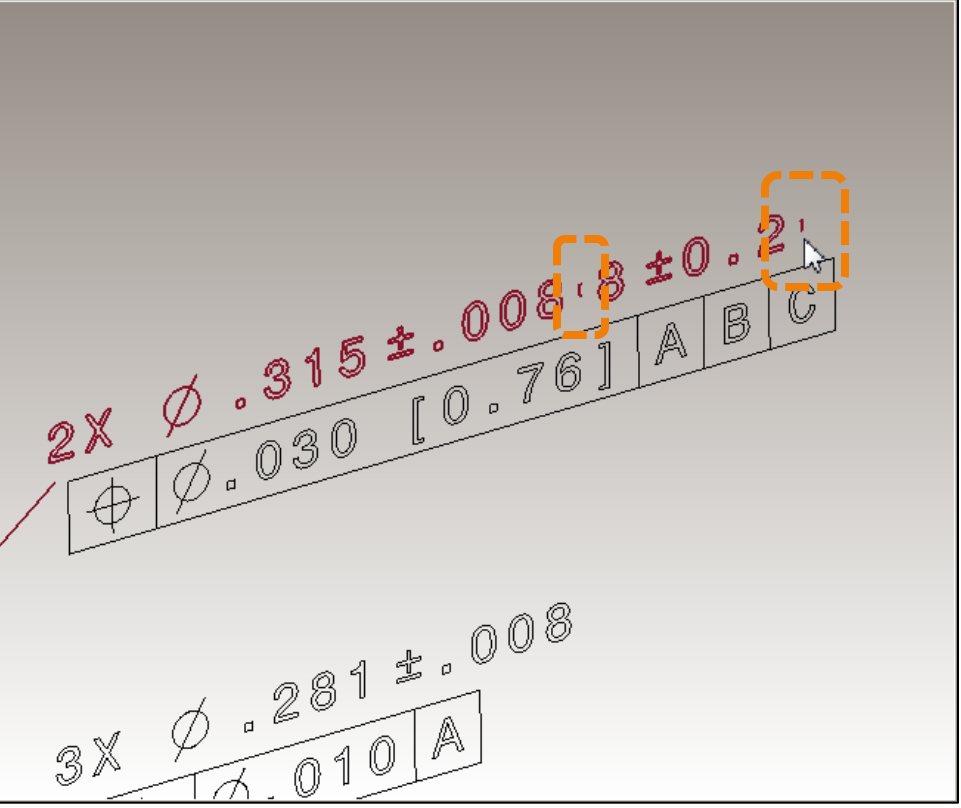 2X ⌀ .315±.008'8 ±0.2'
⌖ ⌀.030 [0.76] A B C
3X ⌀ .281±.008
⌀.010 A